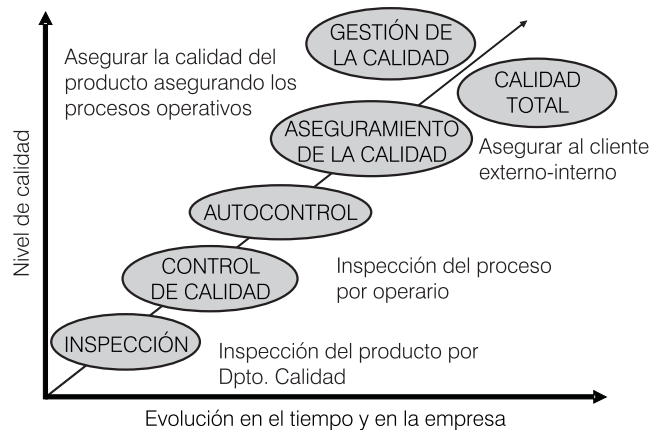 GESTIÓN DE
LA CALIDAD
Asegurar la calidad del
producto asegurando los
procesos operativos
CALIDAD
TOTAL
ASEGURAMIENTO
DE LA CALIDAD
Asegurar al cliente
externo-interno
AUTOCONTROL
Nivel de calidad
CONTROL
DE CALIDAD
Inspección del proceso
por operario
INSPECCIÓN
Inspección del producto por
Dpto. Calidad
Evolución en el tiempo y en la empresa